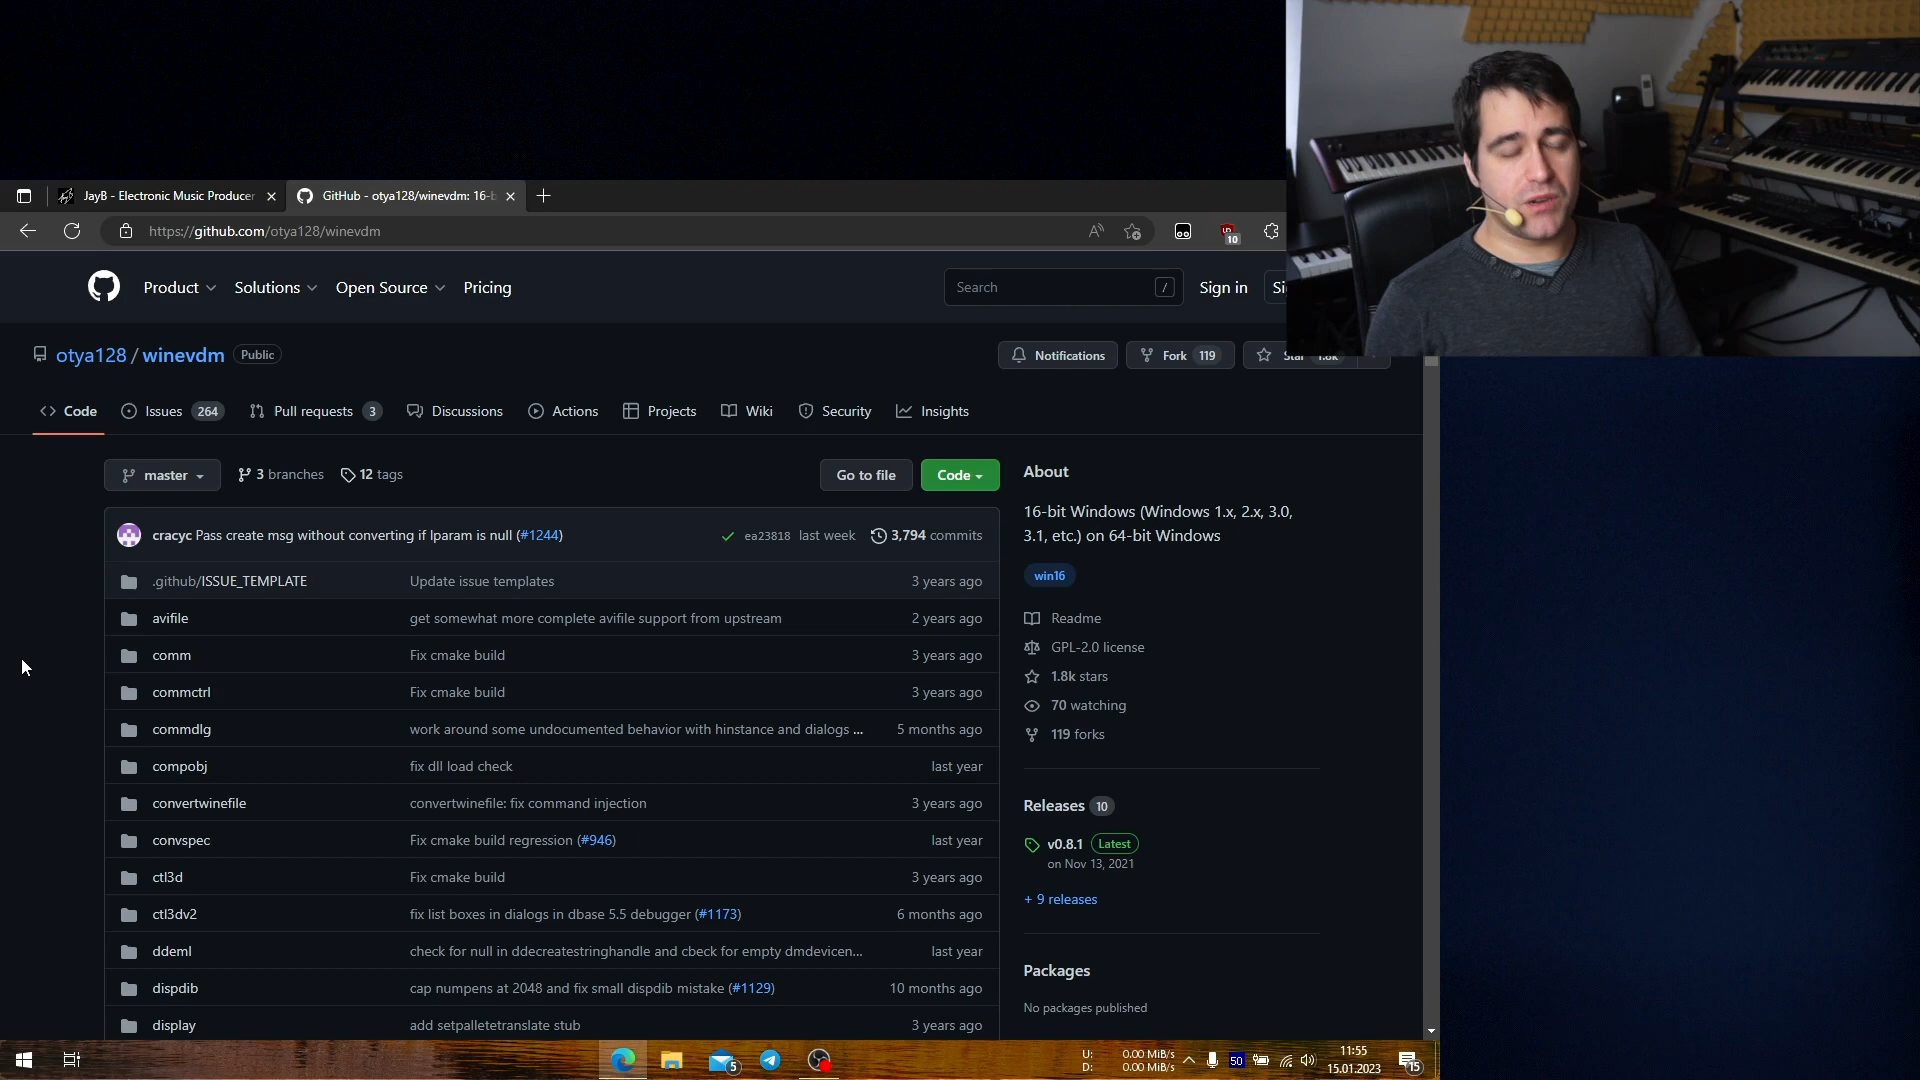 JayB - Electronic Music Producer
GitHub - otya128/winevdm: 16-b
https://github.com/otya128/winevdm
10
Product
Solutions
Open Source
Pricing
Search
/
Sign in
otya128/winevdm
Public
Notifications
Fork 119
Code
Issues 264
Pull requests 3
Discussions
Actions
Projects
Wiki
Security
Insights
master
3 branches
12 tags
Go to file
Code
cracyc Pass create msg without converting if lparam is null (#1244)
ea23818 last week
3,794 commits
.github/ISSUE_TEMPLATE Update issue templates 3 years ago
avifile get somewhat more complete avifile support from upstream 2 years ago
comm Fix cmake build 3 years ago
commctrl Fix cmake build 3 years ago
commdlg work around some undocumented behavior with hinstance and dialogs ... 5 months ago
compobj fix dll load check last year
convertwinefile convertwinefile: fix command injection 3 years ago
convspec Fix cmake build regression (#946) last year
ctl3d Fix cmake build 3 years ago
ctl3dv2 fix list boxes in dialogs in dbase 5.5 debugger (#1173) 6 months ago
ddeml check for null in ddecreatestringhandle and cbeck for empty dmdevicen... last year
dispdib cap numpens at 2048 and fix small dispdib mistake (#1129) 10 months ago
display add setpalletetranslate stub 3 years ago
About
16-bit Windows (Windows 1.x, 2.x, 3.0,
3.1, etc.) on 64-bit Windows
win16
Readme
GPL-2.0 license
1.8k stars
70 watching
119 forks
Releases 10
v0.8.1 Latest
on Nov 13, 2021
+ 9 releases
Packages
No packages published
5
U: 0.00 MiB/s
D: 0.00 MiB/s
50
11:55
15.01.2023
15